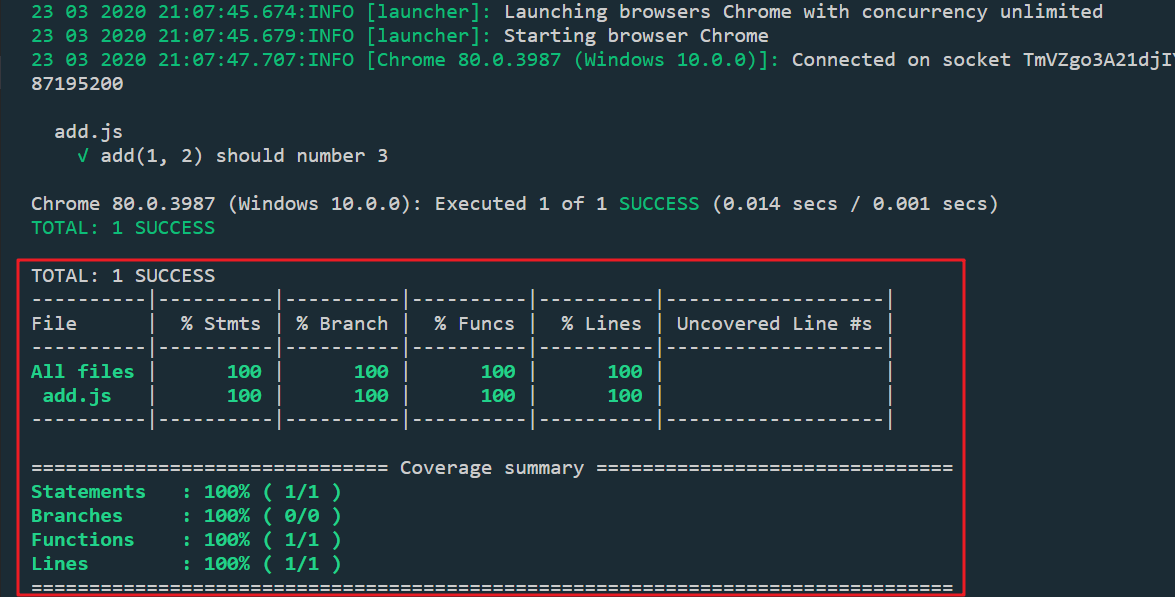 23 03 2020 21:07:45.674:INFO [launcher]: Launching browsers Chrome with concurrency unlimited
23 03 2020 21:07:45.679:INFO [launcher]: Starting browser Chrome
23 03 2020 21:07:47.707:INFO [Chrome 80.0.3987 (Windows 10.0.0)]: Connected on socket
87195200
add.js
√ add(1, 2) should number 3
Chrome 80.0.3987 (Windows 10.0.0): Executed 1 of 1 SUCCESS (0.014 secs / 0.001 secs)
TOTAL: 1 SUCCESS
TOTAL: 1 SUCCESS
----------|----------|----------|----------|----------|-------------------|
File      |  % Stmts | % Branch |  % Funcs |  % Lines | Uncovered Line #s |
----------|----------|----------|----------|----------|-------------------|
All files |      100 |      100 |      100 |      100 |                   |
 add.js   |      100 |      100 |      100 |      100 |                   |
----------|----------|----------|----------|----------|-------------------|
=============================== Coverage summary ===============================
Statements   : 100% ( 1/1 )
Branches     : 100% ( 0/0 )
Functions    : 100% ( 1/1 )
Lines        : 100% ( 1/1 )
================================================================================